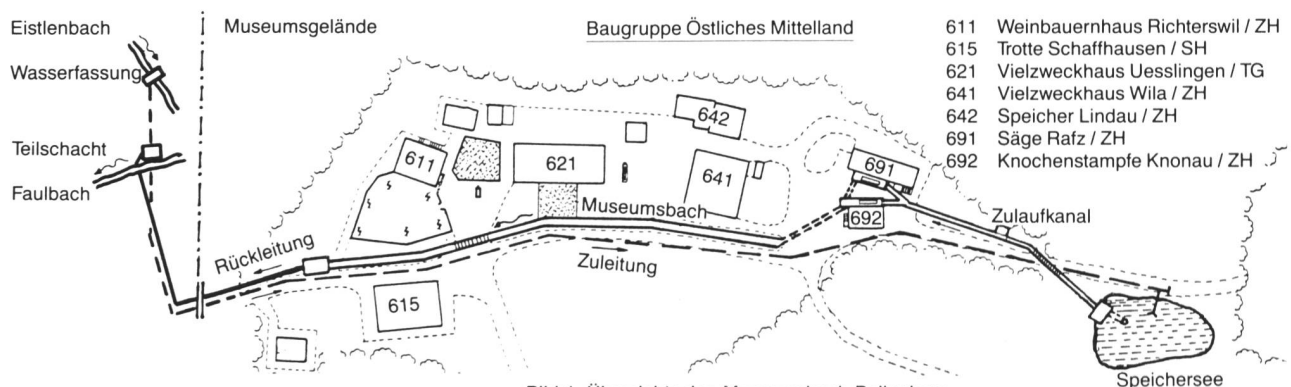 Eistlenbach
Wasserfassung
Teilschacht
Faulbach
Museumsgelände
Baugruppe Östliches Mittelland
611 Weinbauernhaus Richterswil / ZH
615 Trotte Schaffhausen / SH
621 Vielzweckhaus Uesslingen / TG
641 Vielzweckhaus Wila / ZH
642 Speicher Lindau / ZH
691 Säge Rafz / ZH
692 Knochenstampfe Knonau / ZH
642
611
621
641
691
692
Museumsbach
Zulaufkanal
Rückleitung
Zuleitung
615
Speichersee